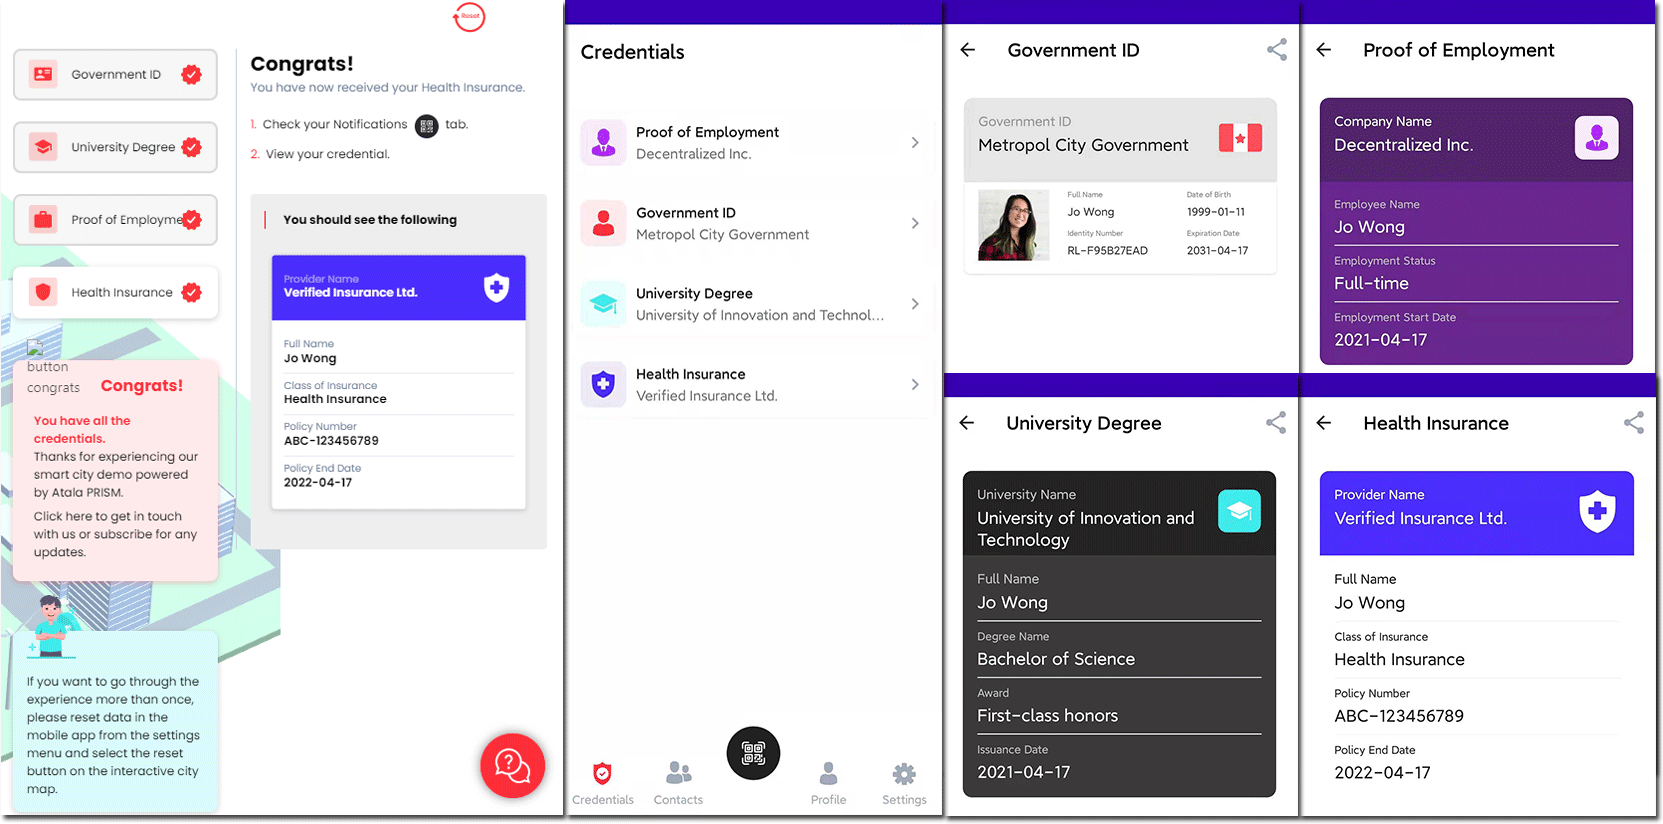 Reset
Government ID
University Degree
Proof of Employme
Health Insurance
button
congrats
Congrats!
You have all the
credentials.
Thanks for experiencing our
smart city demo powered
by Atala PRISM.
Click here to get in touch
with us or subscribe for any
updates.
If you want to go through the
experience more than once,
please reset data in the
mobile app from the settings
menu and select the reset
button on the interactive city
map.
Congrats!
You have now received your Health Insurance.
1. Check your Notifications tab.
2. View your credential.
You should see the following
Provider Name
Verified Insurance Ltd.
Full Name
Jo Wong
Class of Insurance
Health Insurance
Policy Number
ABC-123456789
Policy End Date
2022-04-17
Credentials
Proof of Employment
Decentralized Inc.
Government ID
Metropol City Government
University Degree
University of Innovation and Technol...
Health Insurance
Verified Insurance Ltd.
Credentials
Contacts
Profile
Settings
Government ID
Government ID
Metropol City Government
Full Name
Jo Wong
Date of Birth
1999-01-11
Identity Number
RL-F95B27EAD
Expiration Date
2031-04-17
Proof of Employment
Company Name
Decentralized Inc.
Employee Name
Jo Wong
Employment Status
Full-time
Employment Start Date
2021-04-17
University Degree
University Name
University of Innovation and
Technology
Full Name
Jo Wong
Degree Name
Bachelor of Science
Award
First-class honors
Issuance Date
2021-04-17
Health Insurance
Provider Name
Verified Insurance Ltd.
Full Name
Jo Wong
Class of Insurance
Health Insurance
Policy Number
ABC-123456789
Policy End Date
2022-04-17